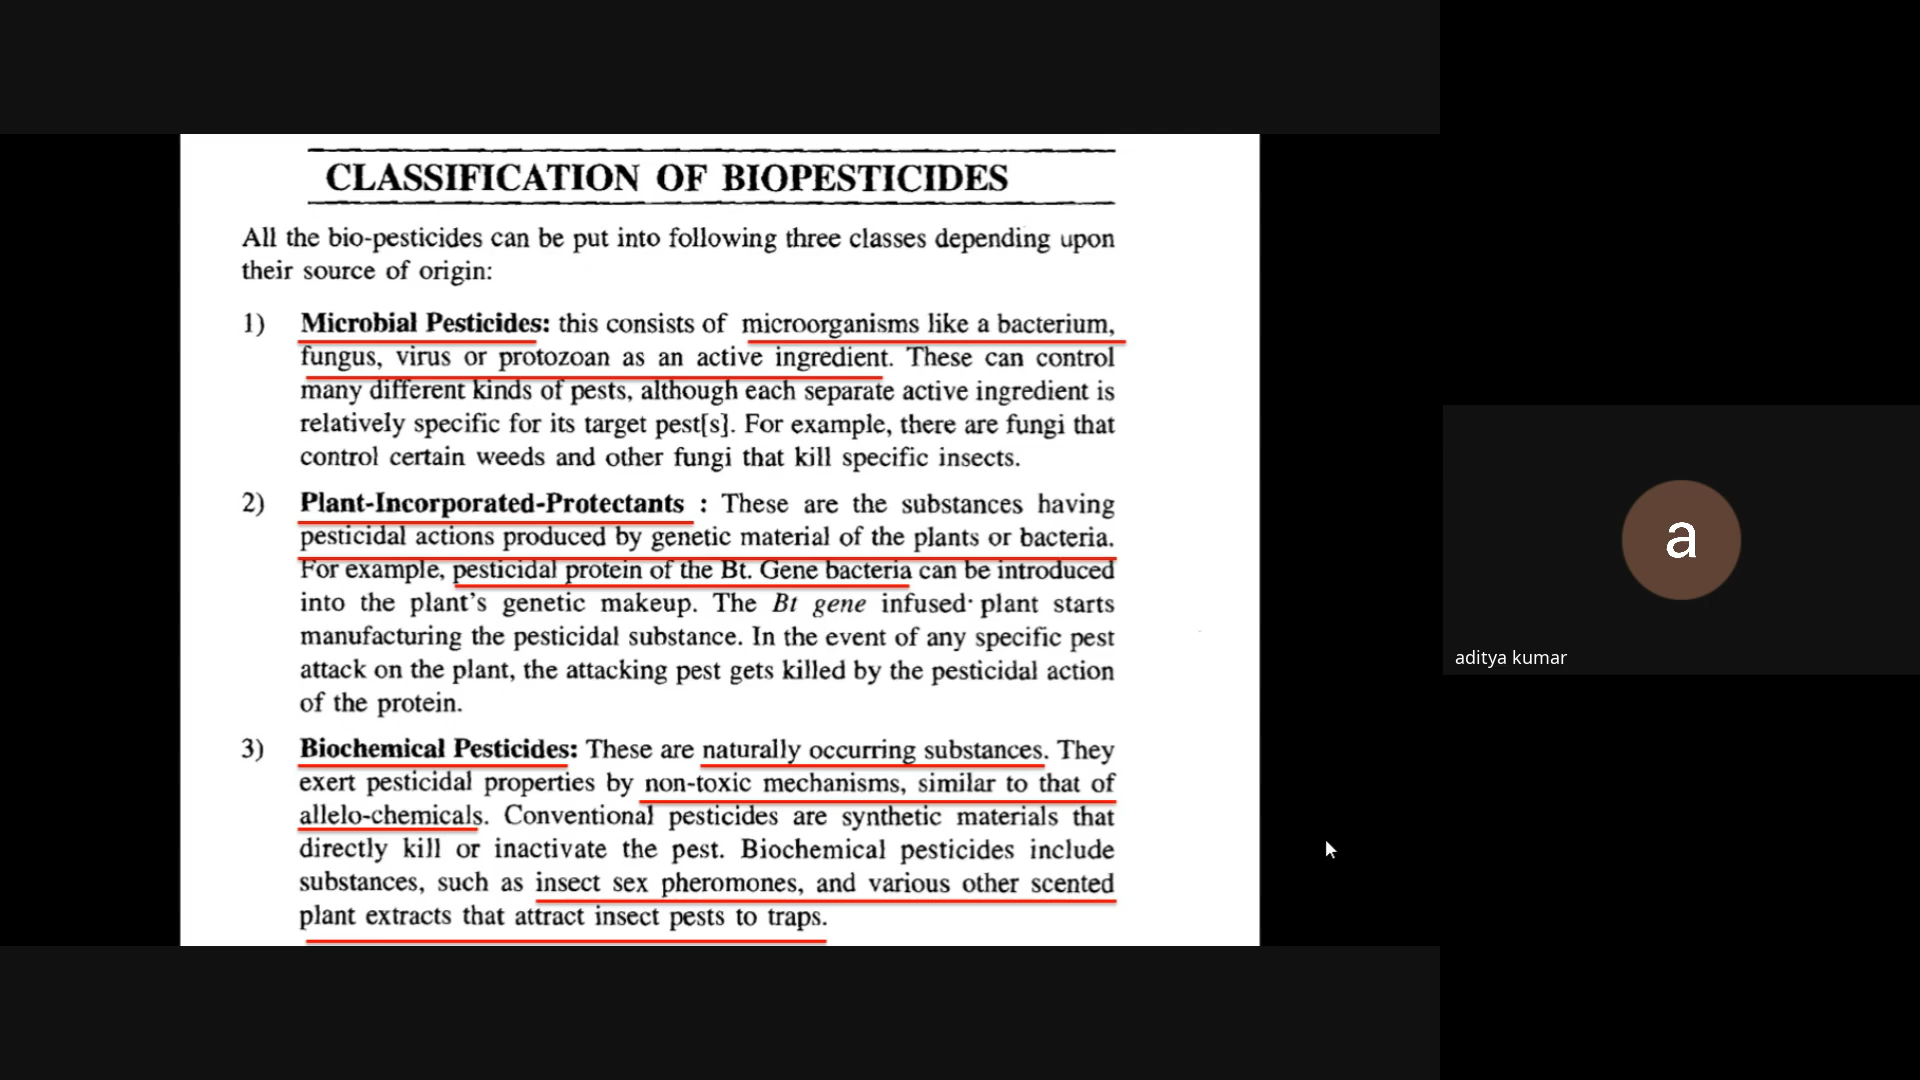 CLASSIFICATION OF BIOPESTICIDES
All the bio-pesticides can be put into following three classes depending upon
their source of origin:
1) Microbial Pesticides: this consists of microorganisms like a bacterium,
fungus, virus or protozoan as an active ingredient. These can control
many different kinds of pests, although each separate active ingredient is
relatively specific for its target pest[s]. For example, there are fungi that
control certain weeds and other fungi that kill specific insects.
2) Plant-Incorporated-Protectants : These are the substances having
pesticidal actions produced by genetic material of the plants or bacteria.
For example, pesticidal protein of the Bt. Gene bacteria can be introduced
into the plant's genetic makeup. The Bt gene infused plant starts
manufacturing the pesticidal substance. In the event of any specific pest
attack on the plant, the attacking pest gets killed by the pesticidal action
of the protein.
3) Biochemical Pesticides: These are naturally occurring substances. They
exert pesticidal properties by non-toxic mechanisms, similar to that of
allelo-chemicals. Conventional pesticides are synthetic materials that
directly kill or inactivate the pest. Biochemical pesticides include
substances, such as insect sex pheromones, and various other scented
plant extracts that attract insect pests to traps.
a
aditya kumar